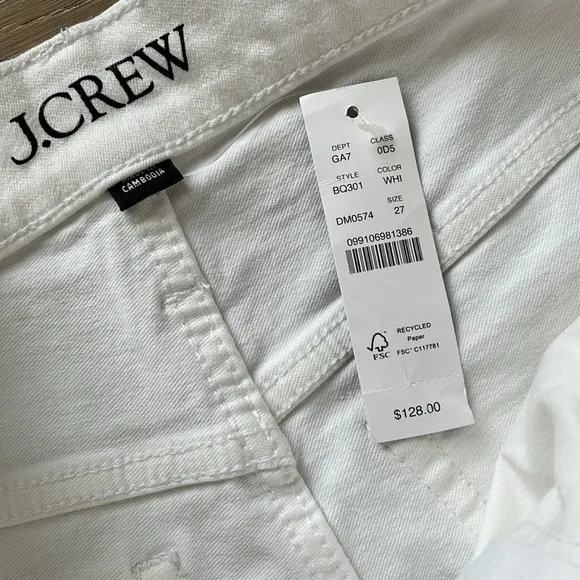 J.CREW
CAMBODIA
DEPT CLASS
GA7 0D5
STYLE COLOR
BQ301 WHI
SIZE
DM0574 27
099106981386
RECYCLED
Paper
FSC® C117781
FSC
$128.00